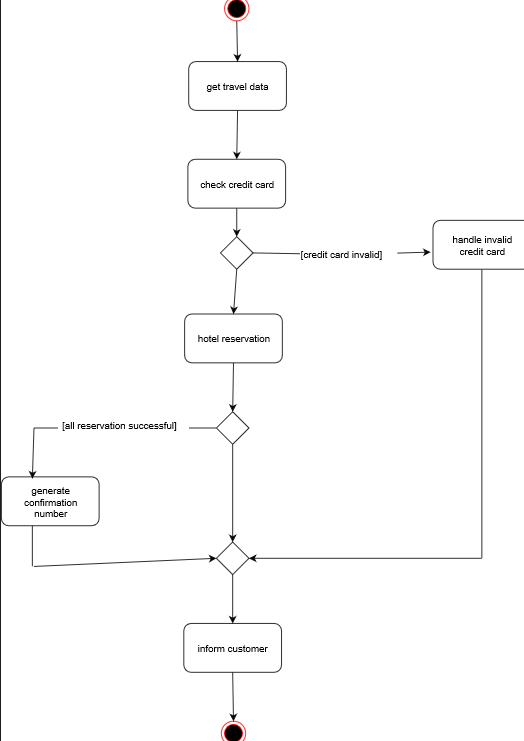 get travel data
check credit card
[credit card invalid]
handle invalid
credit card
hotel reservation
[all reservation successful]
generate
confirmation
number
inform customer